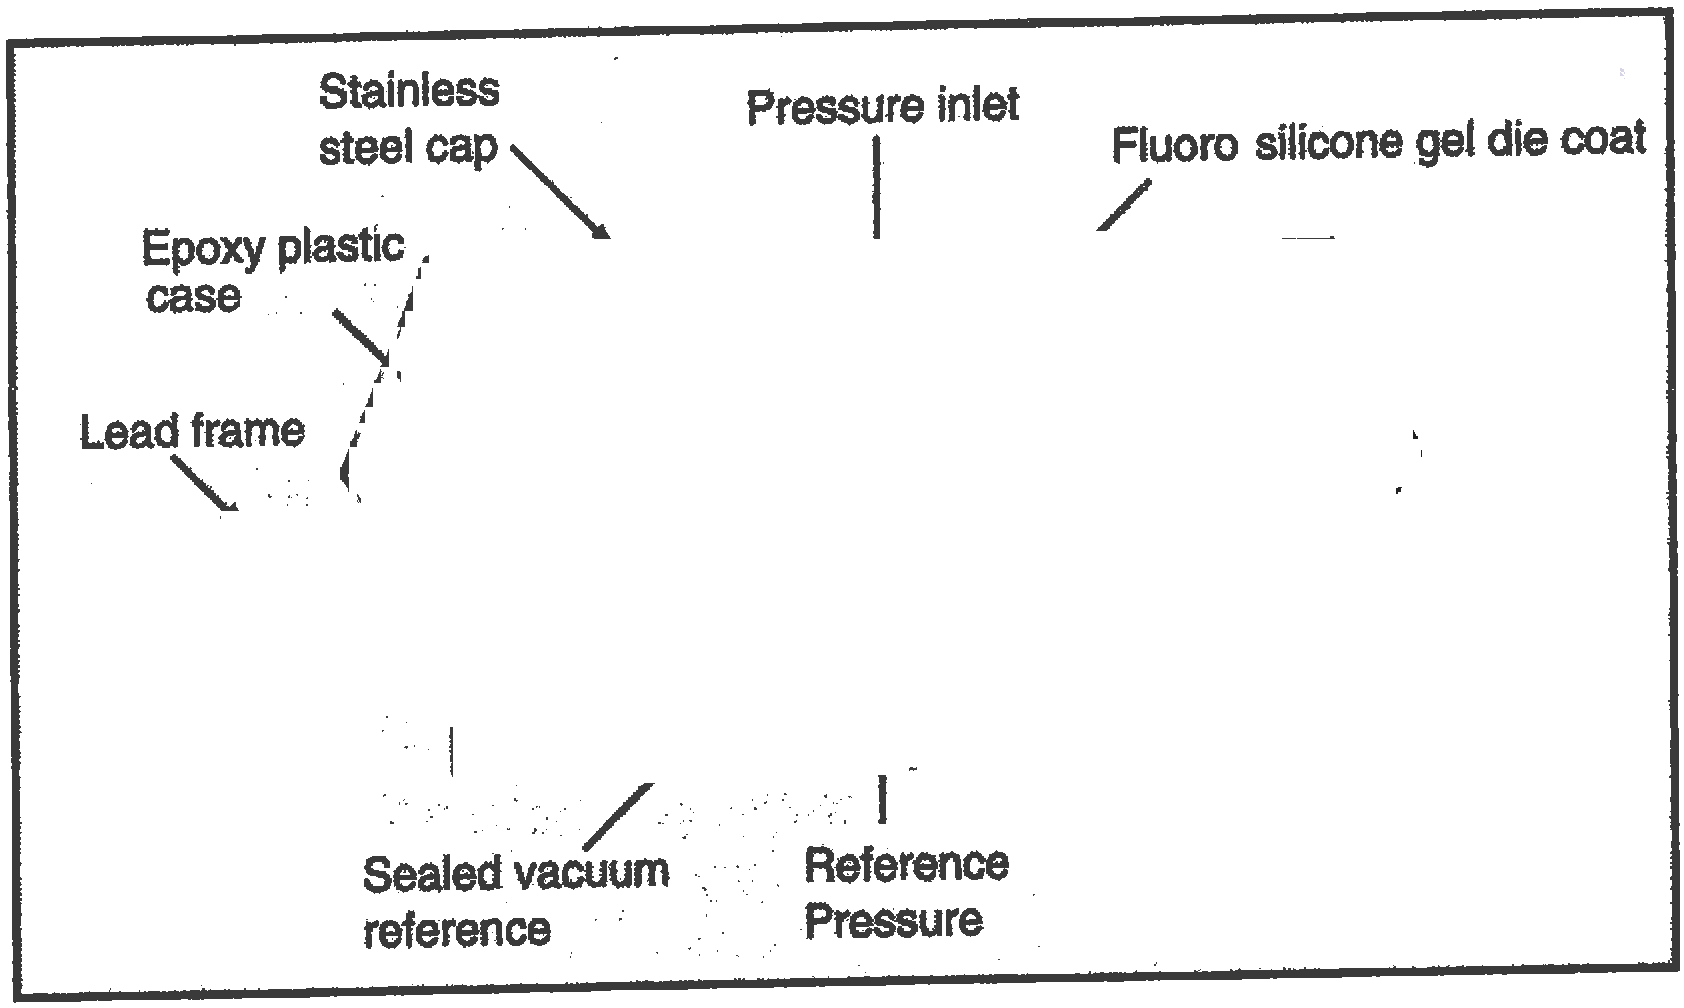 Stainless
steel cap
Pressure inlet
Fluoro silicone gel die coat
Epoxy plastic
case
Lead frame
Sealed vacuum
reference
Reference
Pressure